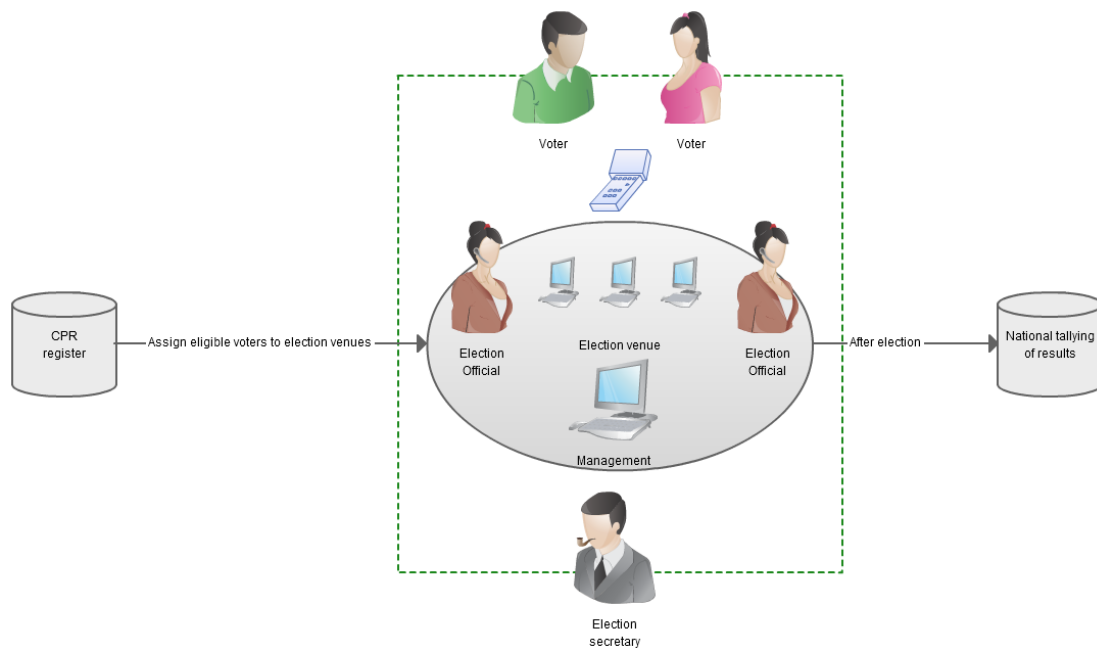 Voter
Voter
CPR
register
Assign eligible voters to election venues
Election
Official
Election venue
Election
Official
After election
National tallying
of results
Management
Election
secretary